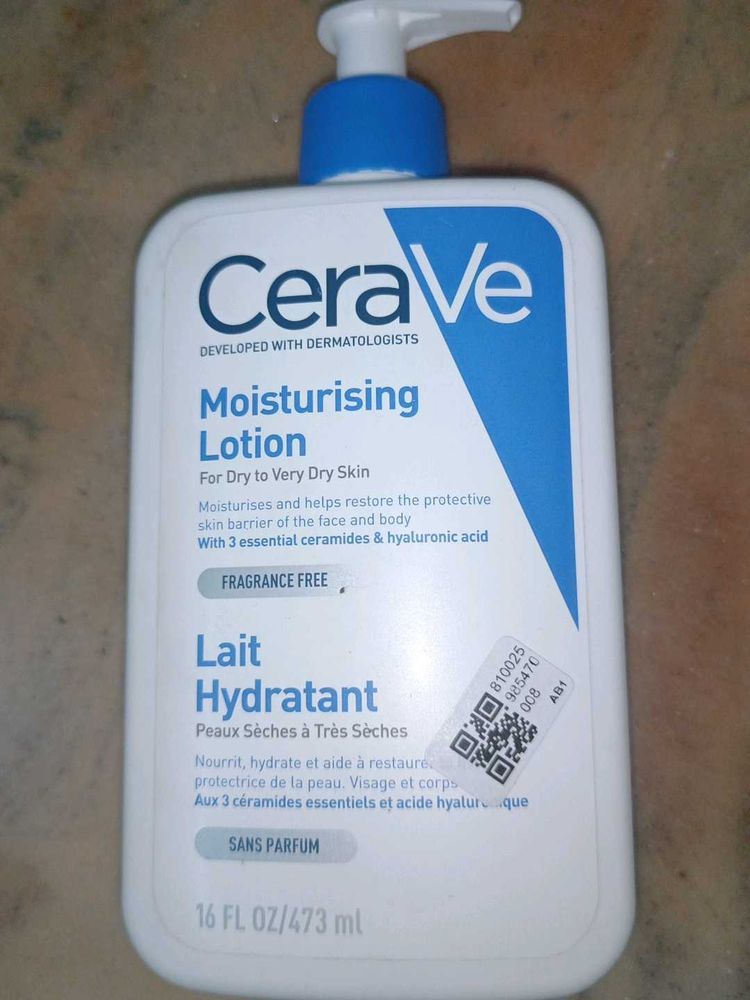 CeraVe
DEVELOPED WITH DERMATOLOGISTS
Moisturising
Lotion
For Dry to Very Dry Skin
Moisturises and helps restore the protective
skin barrier of the face and body
With 3 essential ceramides & hyaluronic acid
FRAGRANCE FREE
Lait
Hydratant
Peaux Sèches à Très Sèches
Nourrit, hydrate et aide à restaurer
protectrice de la peau. Visage et corps
Aux 3 céramides essentiels et acide hyaluronique
SANS PARFUM
16 FL OZ/473 ml
810025
985470
008
AB1